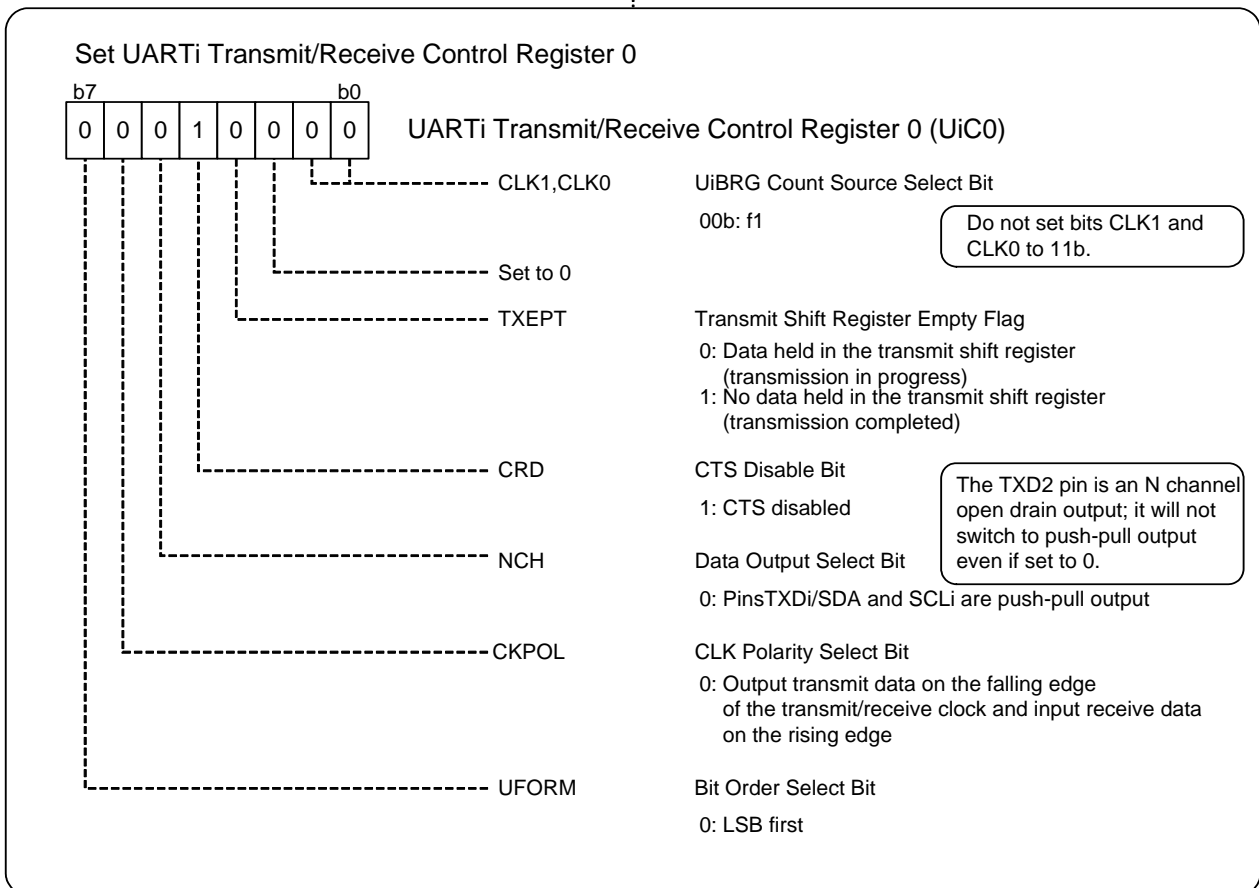 Set UARTi Transmit/Receive Control Register 0
b7 b0
0 0 0 1 0 0 0 0 UARTi Transmit/Receive Control Register 0 (UiC0)
CLK1,CLK0 UiBRG Count Source Select Bit
00b: f1
Do not set bits CLK1 and
CLK0 to 11b.
Set to 0
TXEPT Transmit Shift Register Empty Flag
0: Data held in the transmit shift register
(transmission in progress)
1: No data held in the transmit shift register
(transmission completed)
CRD CTS Disable Bit
1: CTS disabled
The TXD2 pin is an N channel
open drain output; it will not
switch to push-pull output
even if set to 0.
NCH Data Output Select Bit
0: PinsTXDi/SDA and SCLi are push-pull output
CKPOL CLK Polarity Select Bit
0: Output transmit data on the falling edge
of the transmit/receive clock and input receive data
on the rising edge
UFORM Bit Order Select Bit
0: LSB first